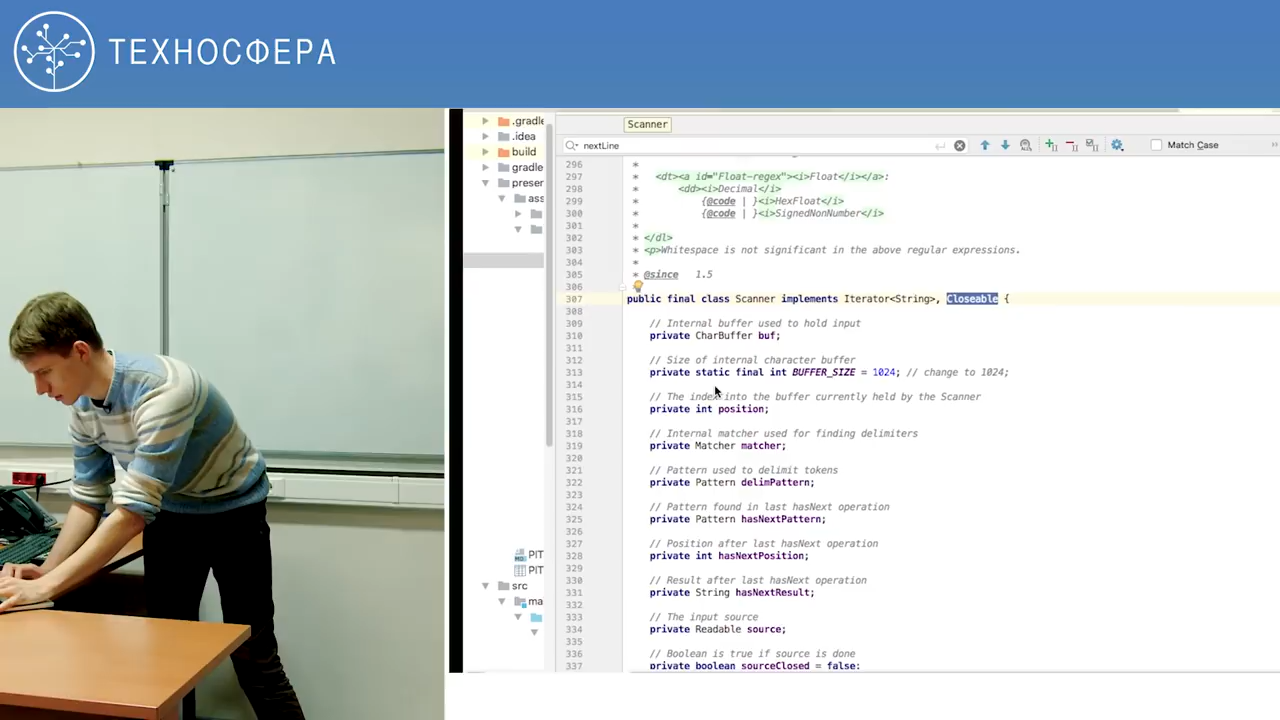 ТЕХНОСФЕРА
.gradle
.idea
build
gradle
preser
ass
PIT
PIT
src
ma
Scanner
nextLine
Match Case
296 *
297 * <dt><a id="Float-regex"><i>Float</i></a>:
298 * <dd><i>Decimal</i>
299 * {@code | }<i>HexFloat</i>
300 * {@code | }<i>SignedNonNumber</i>
301 *
302 * </dl>
303 * <p>Whitespace is not significant in the above regular expressions.
304 *
305 * @since 1.5
306
307 public final class Scanner implements Iterator<String>, Closeable {
308
309 // Internal buffer used to hold input
310 private CharBuffer buf;
311
312 // Size of internal character buffer
313 private static final int BUFFER_SIZE = 1024; // change to 1024;
314
315 // The index into the buffer currently held by the Scanner
316 private int position;
317
318 // Internal matcher used for finding delimiters
319 private Matcher matcher;
320
321 // Pattern used to delimit tokens
322 private Pattern delimPattern;
323
324 // Pattern found in last hasNext operation
325 private Pattern hasNextPattern;
326
327 // Position after last hasNext operation
328 private int hasNextPosition;
329
330 // Result after last hasNext operation
331 private String hasNextResult;
332
333 // The input source
334 private Readable source;
335
336 // Boolean is true if source is done
337 private boolean sourceClosed = false;